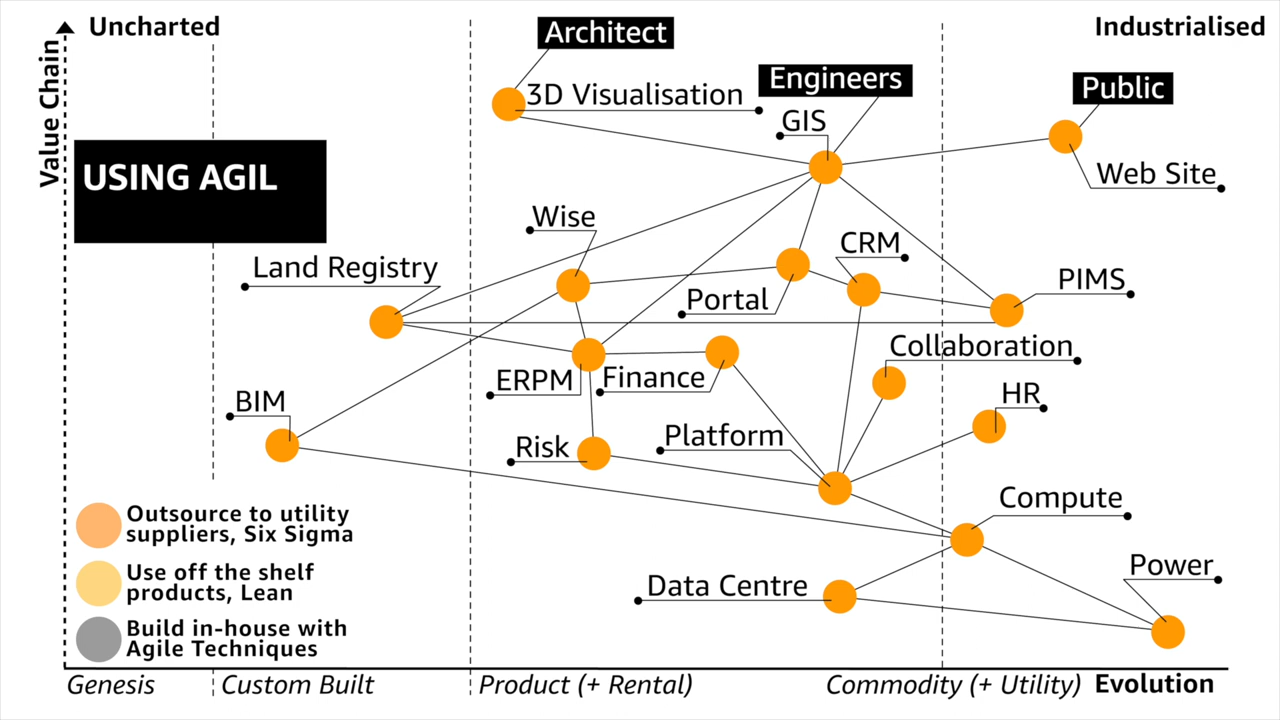 Uncharted
Industrialised
Architect
Engineers
Public
Value Chain
3D Visualisation
GIS
Web Site
USING AGIL
Wise
CRM
Land Registry
PIMS
Portal
Collaboration
ERPM
Finance
HR
BIM
Platform
Risk
Compute
Outsource to utility
suppliers, Six Sigma
Use off the shelf
products, Lean
Power
Data Centre
Build in-house with
Agile Techniques
Genesis
Custom Built
Product (+ Rental)
Commodity (+ Utility)
Evolution